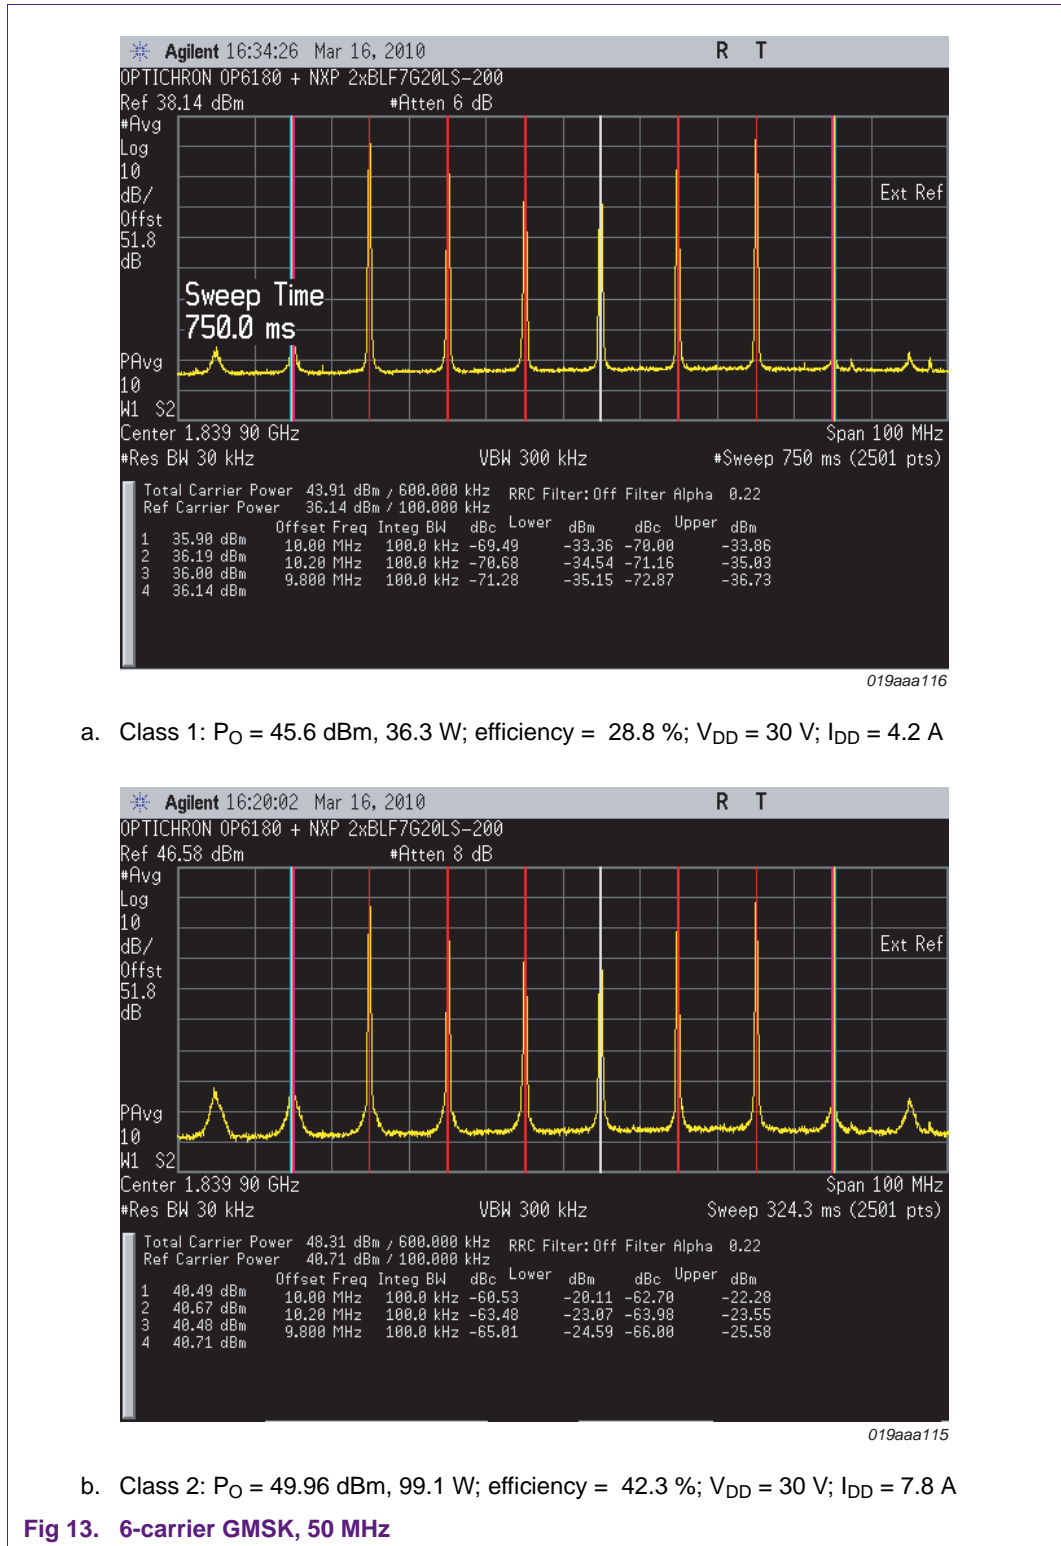 Agilent 16:34:26 Mar 16, 2010 R T
OPTICHRON OP6180 + NXP 2xBLF7G20LS-200
Ref 38.14 dBm #Atten 6 dB
#Avg
Log
10
dB/
Offst
51.8
dB
Ext Ref
Sweep Time
750.0 ms
PAvg
10
W1 S2
Center 1.839 90 GHz Span 100 MHz
#Res BW 30 kHz VBW 300 kHz #Sweep 750 ms (2501 pts)
Total Carrier Power 43.91 dBm / 600.000 kHz RRC Filter: Off Filter Alpha 0.22
Ref Carrier Power 36.14 dBm / 100.000 kHz
Offset Freq Integ BW dBc Lower dBm dBc Upper dBm
1 35.90 dBm 10.00 MHz 100.0 kHz -69.49 -33.36 -70.00 -33.86
2 36.19 dBm 10.20 MHz 100.0 kHz -70.68 -34.54 -71.16 -35.03
3 36.00 dBm 9.800 MHz 100.0 kHz -71.28 -35.15 -72.87 -36.73
4 36.14 dBm
019aaa116
a. Class 1: PO = 45.6 dBm, 36.3 W; efficiency = 28.8 %; VDD = 30 V; IDD = 4.2 A
Agilent 16:20:02 Mar 16, 2010 R T
OPTICHRON OP6180 + NXP 2xBLF7G20LS-200
Ref 46.58 dBm #Atten 8 dB
#Avg
Log
10
dB/
Offst
51.8
dB
Ext Ref
PAvg
10
W1 S2
Center 1.839 90 GHz Span 100 MHz
#Res BW 30 kHz VBW 300 kHz Sweep 324.3 ms (2501 pts)
Total Carrier Power 48.31 dBm / 600.000 kHz RRC Filter: Off Filter Alpha 0.22
Ref Carrier Power 40.71 dBm / 100.000 kHz
Offset Freq Integ BW dBc Lower dBm dBc Upper dBm
1 40.49 dBm 10.00 MHz 100.0 kHz -60.53 -20.11 -62.70 -22.28
2 40.67 dBm 10.20 MHz 100.0 kHz -63.48 -23.07 -63.98 -23.55
3 40.48 dBm 9.800 MHz 100.0 kHz -65.01 -24.59 -66.00 -25.58
4 40.71 dBm
019aaa115
b. Class 2: PO = 49.96 dBm, 99.1 W; efficiency = 42.3 %; VDD = 30 V; IDD = 7.8 A
Fig 13. 6-carrier GMSK, 50 MHz